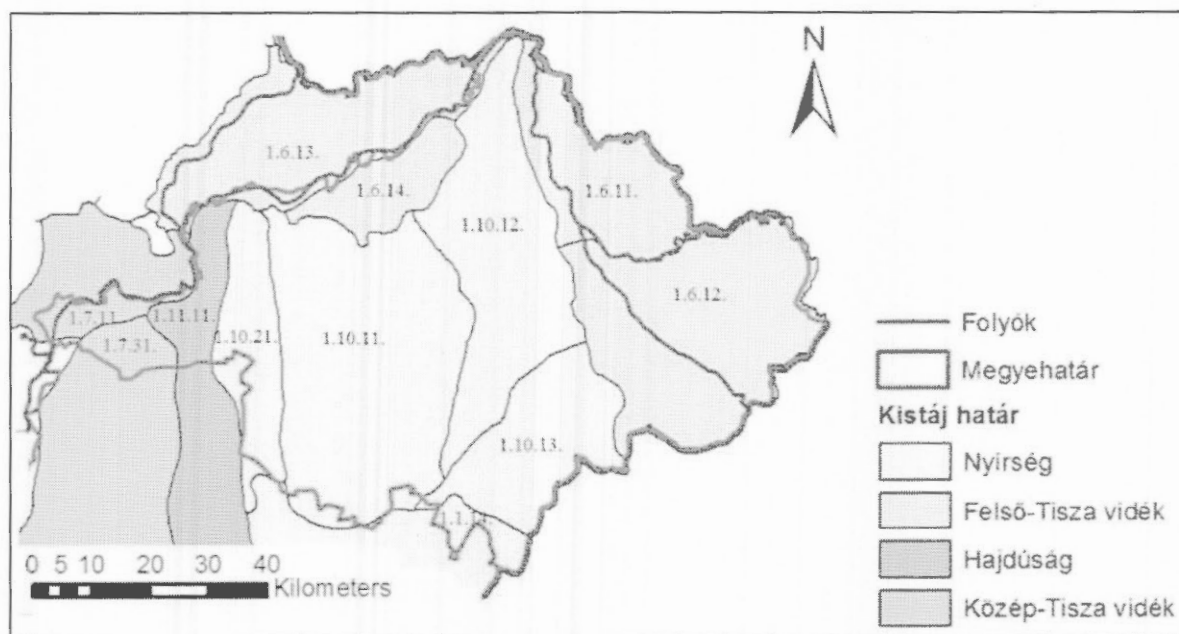 N
1.6.13.
1.6.14.
1.6.11.
1.10.12.
1.6.12.
1.7.11.
1.11.11.
1.7.31.
1.10.21.
1.10.11.
1.10.13.
Folyók
Megyehatár
Kistáj határ
Nyírség
Felső-Tisza vidék
Hajdúság
Közép-Tisza vidék
0 5 10 20 30 40
Kilometers